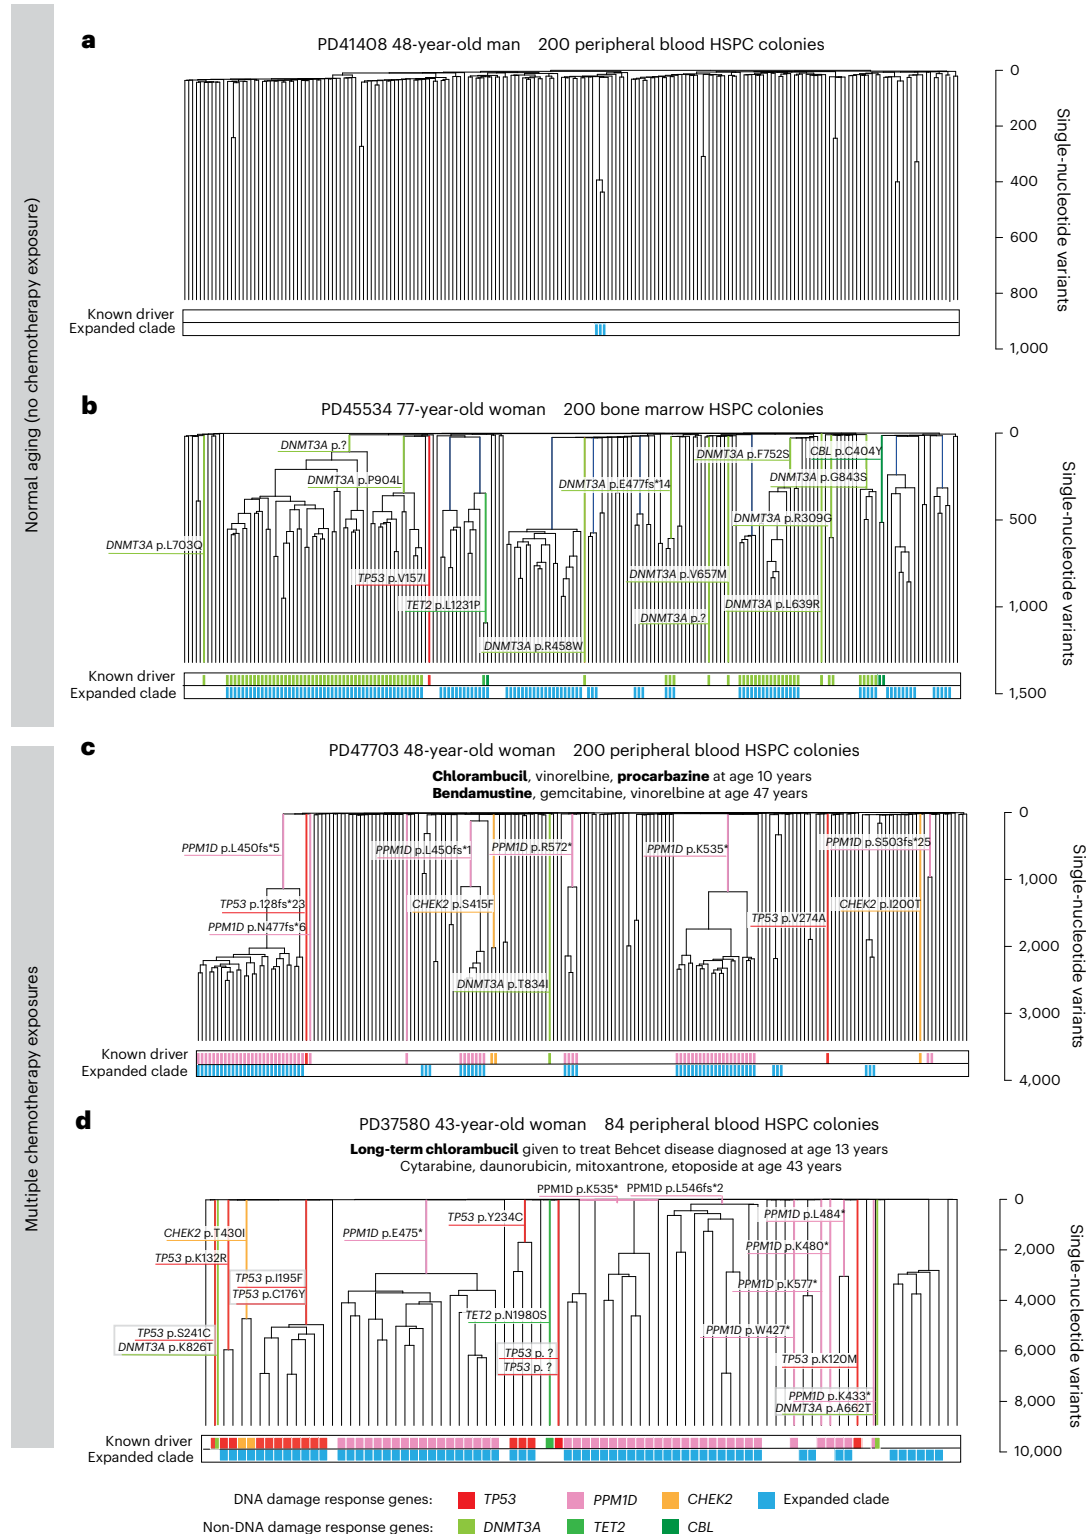 Normal aging (no chemotherapy exposure)
a
PD41408 48-year-old man 200 peripheral blood HSPC colonies
0
200
400
600
800
1,000
Single-nucleotide variants
Known driver
Expanded clade
b
PD45534 77-year-old woman 200 bone marrow HSPC colonies
DNMT3A p.?
DNMT3A p.P904L
DNMT3A p.L703Q
TP53 p.V157I
TET2 p.L1231P
DNMT3A p.R458W
DNMT3A p.E477fs*14
DNMT3A p.F752S
CBL p.C404Y
DNMT3A p.G843S
DNMT3A p.R309G
DNMT3A p.V657M
DNMT3A p.L639R
DNMT3A p.?
0
500
1,000
1,500
Single-nucleotide variants
Known driver
Expanded clade
Multiple chemotherapy exposures
c
PD47703 48-year-old woman 200 peripheral blood HSPC colonies
Chlorambucil, vinorelbine, procarbazine at age 10 years
Bendamustine, gemcitabine, vinorelbine at age 47 years
PPM1D p.L450fs*5
PPM1D p.L450fs*1
PPM1D p.R572*
PPM1D p.K535*
PPM1D p.S503fs*25
TP53 p.128fs*23
CHEK2 p.S415F
CHEK2 p.I200T
PPM1D p.N477fs*6
TP53 p.V274A
DNMT3A p.T834I
0
1,000
2,000
3,000
4,000
Single-nucleotide variants
Known driver
Expanded clade
d
PD37580 43-year-old woman 84 peripheral blood HSPC colonies
Long-term chlorambucil given to treat Behcet disease diagnosed at age 13 years
Cytarabine, daunorubicin, mitoxantrone, etoposide at age 43 years
PPM1D p.K535*
PPM1D p.L546fs*2
CHEK2 p.T430I
PPM1D p.E475*
TP53 p.Y234C
PPM1D p.L484*
TP53 p.K132R
PPM1D p.K480*
TP53 p.I195F
TP53 p.C176Y
PPM1D p.K577*
TET2 p.N1980S
PPM1D p.W427*
TP53 p.S241C
DNMT3A p.K826T
TP53 p. ?
TP53 p. ?
TP53 p.K120M
PPM1D p.K433*
DNMT3A p.A662T
0
2,000
4,000
6,000
8,000
10,000
Single-nucleotide variants
Known driver
Expanded clade
DNA damage response genes: TP53 PPM1D CHEK2 Expanded clade
Non-DNA damage response genes: DNMT3A TET2 CBL